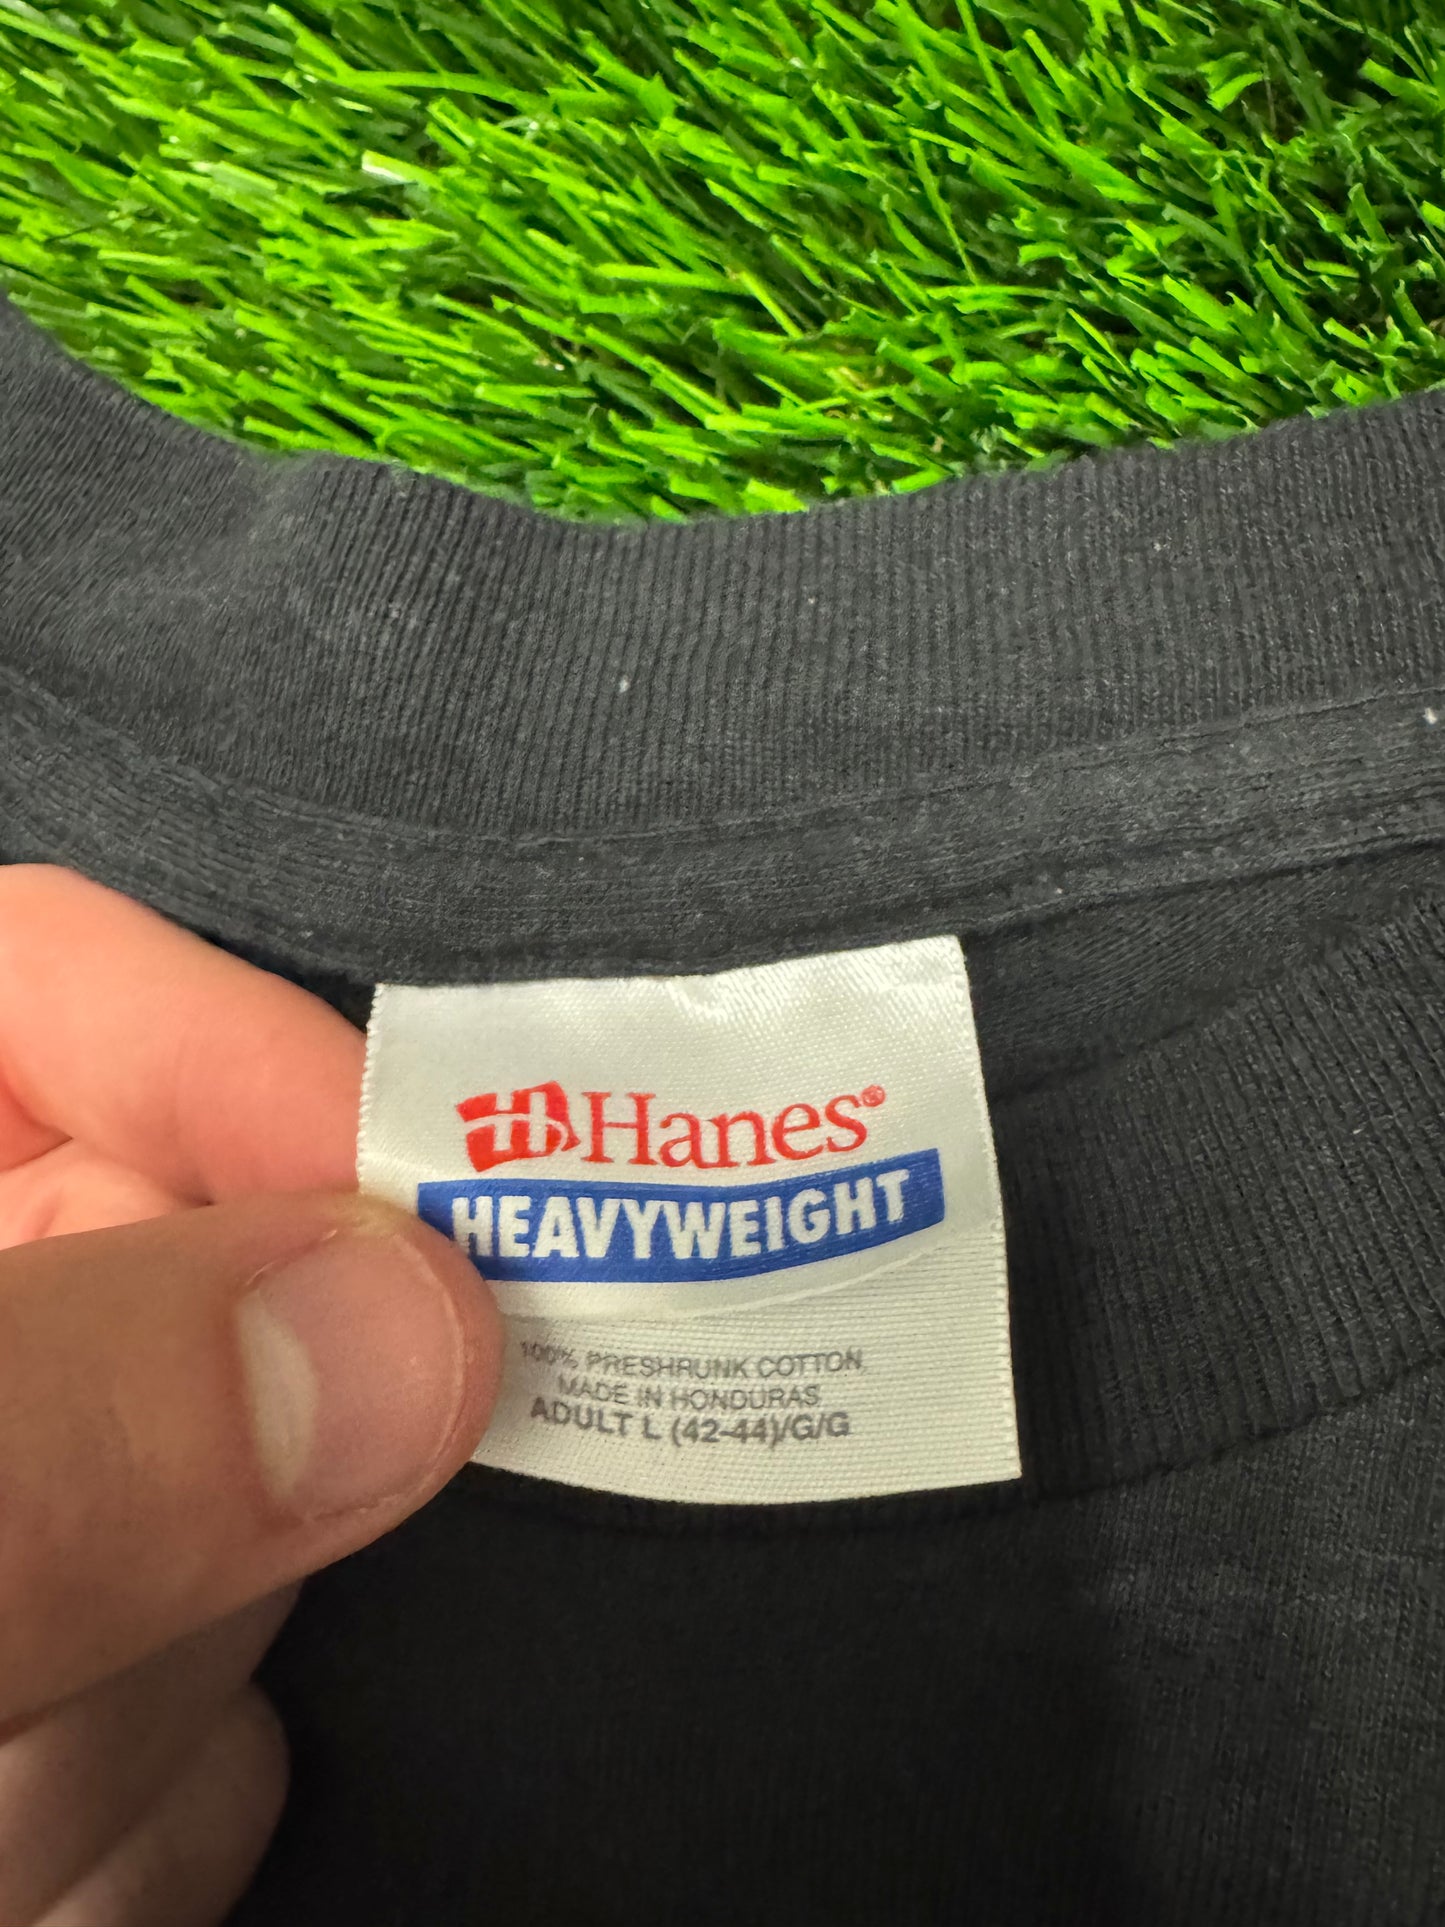 Hanes®
HEAVYWEIGHT
100% PRESHRUNK COTTON
MADE IN HONDURAS
ADULT L (42-44)/G/G